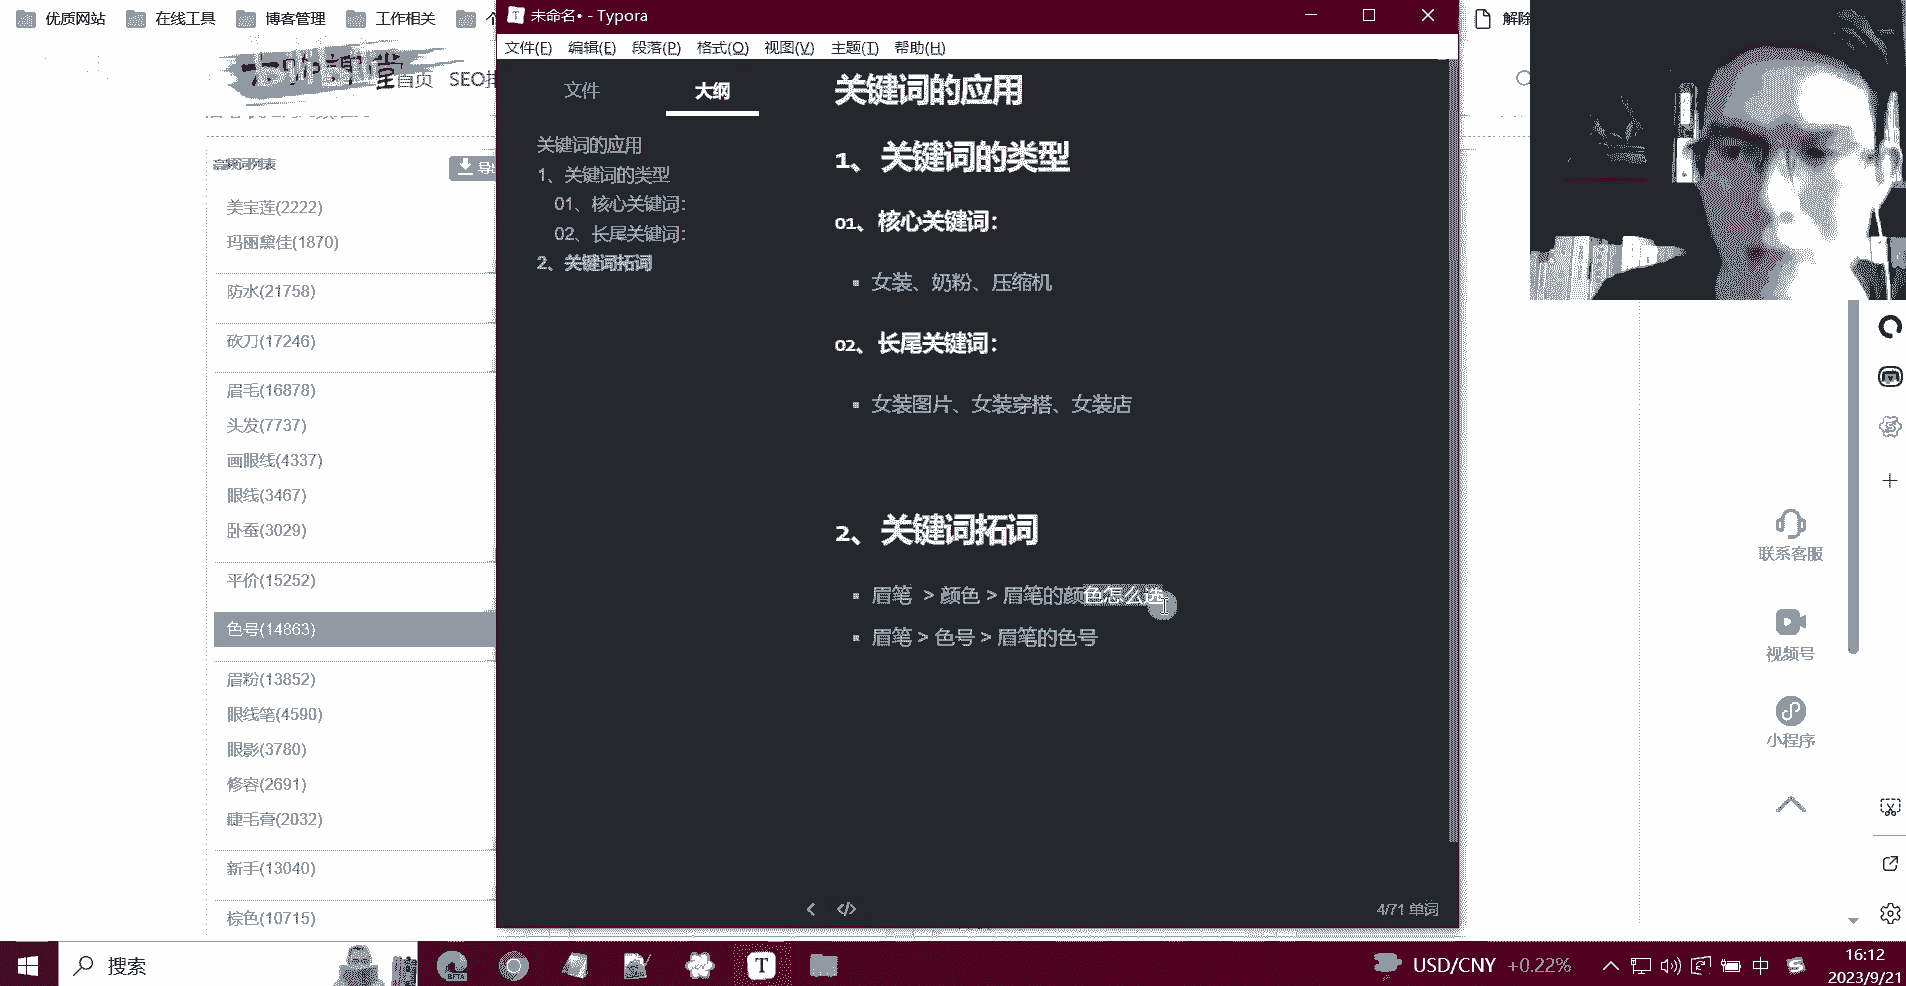 优质网站
在线工具
博客管理
工作相关
个
未命名• - Typora
解除
文件(F) 编辑(E) 段落(P) 格式(O) 视图(V) 主题(T) 帮助(H)
首页
SEO
文件
大纲
关键词的应用
1、关键词的类型
01、核心关键词：
02、长尾关键词：
2、关键词拓词
高频词列表
导
美宝莲(2222)
玛丽黛佳(1870)
防水(21758)
砍刀(17246)
眉毛(16878)
头发(7737)
画眼线(4337)
眼线(3467)
卧蚕(3029)
平价(15252)
色号(14863)
眉粉(13852)
眼线笔(4590)
眼影(3780)
修容(2691)
睫毛膏(2032)
新手(13040)
棕色(10715)
关键词的应用
1、关键词的类型
01、核心关键词：
女装、奶粉、压缩机
02、长尾关键词：
女装图片、女装穿搭、女装店
2、关键词拓词
眉笔 > 颜色 > 眉笔的颜色怎么选
眉笔 > 色号 > 眉笔的色号
4/71 单词
联系客服
视频号
小程序
搜索
BETA
USD/CNY +0.22%
中
16:12
2023/9/21